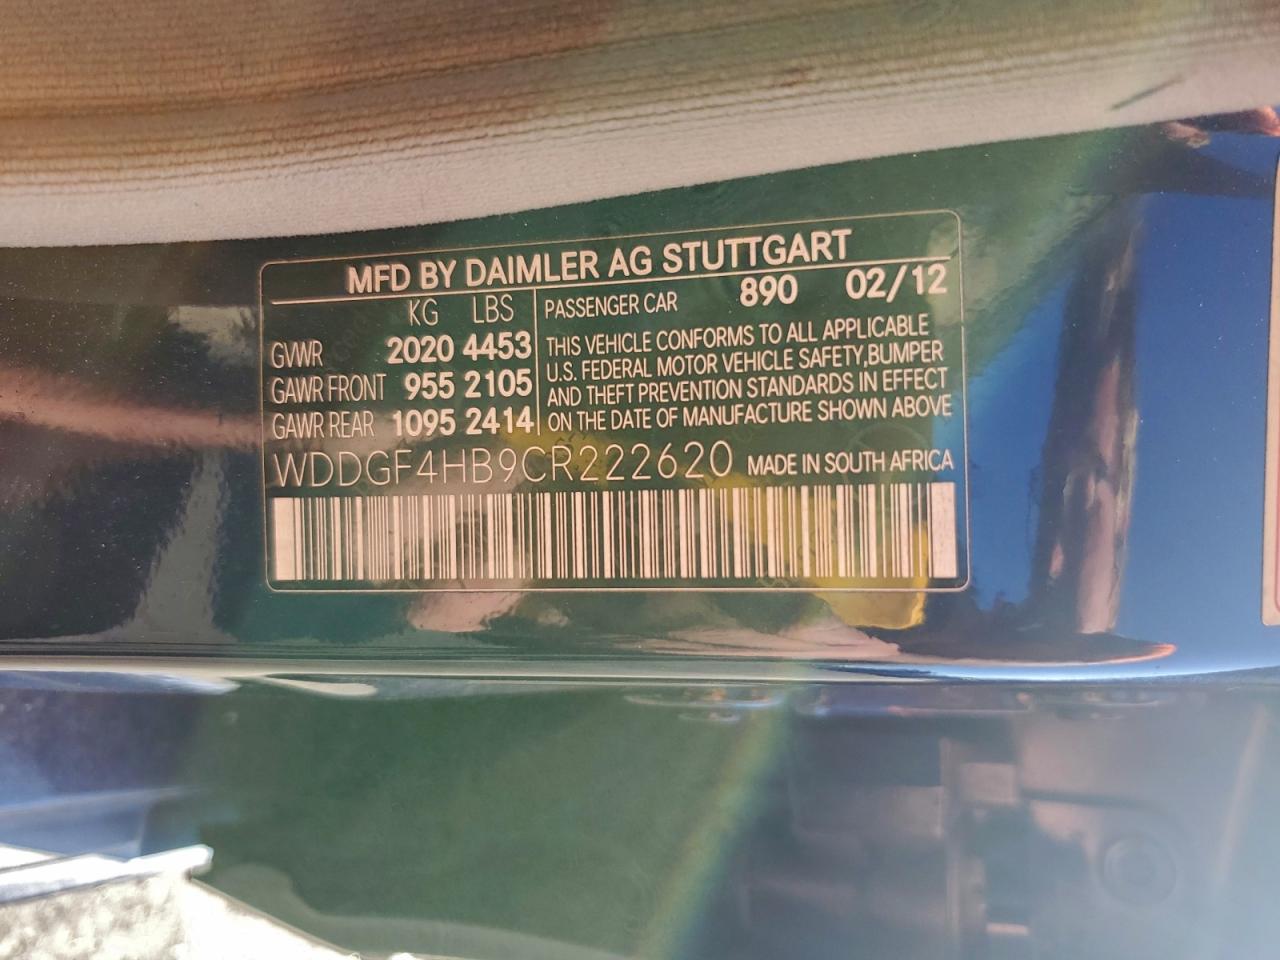 MFD BY DAIMLER AG STUTTGART
KG LBS
GVWR 2020 4453
GAWR FRONT 955 2105
GAWR REAR 1095 2414
PASSENGER CAR 890 02/12
THIS VEHICLE CONFORMS TO ALL APPLICABLE
U.S. FEDERAL MOTOR VEHICLE SAFETY,BUMPER
AND THEFT PREVENTION STANDARDS IN EFFECT
ON THE DATE OF MANUFACTURE SHOWN ABOVE
WDDGF4HB9CR222620 MADE IN SOUTH AFRICA